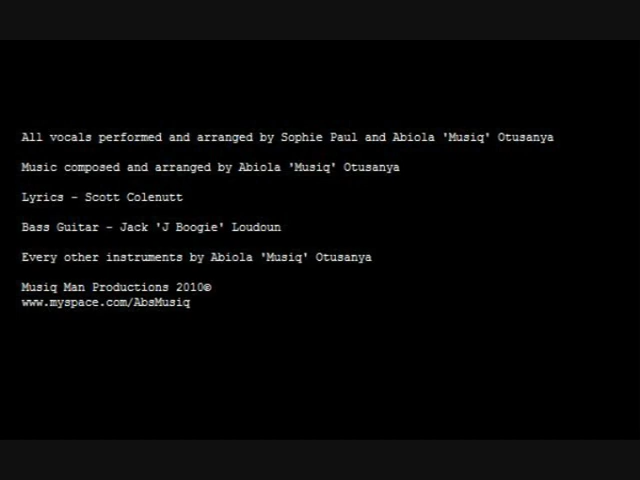 All vocals performed and arranged by Sophie Paul and Abiola 'Musiq' Otusanya
Music composed and arranged by Abiola 'Musiq' Otusanya
Lyrics - Scott Colenutt
Bass Guitar - Jack 'J Boogie' Loudoun
Every other instruments by Abiola 'Musiq' Otusanya
Musiq Man Productions 2010©
www.myspace.com/AbsMusiq